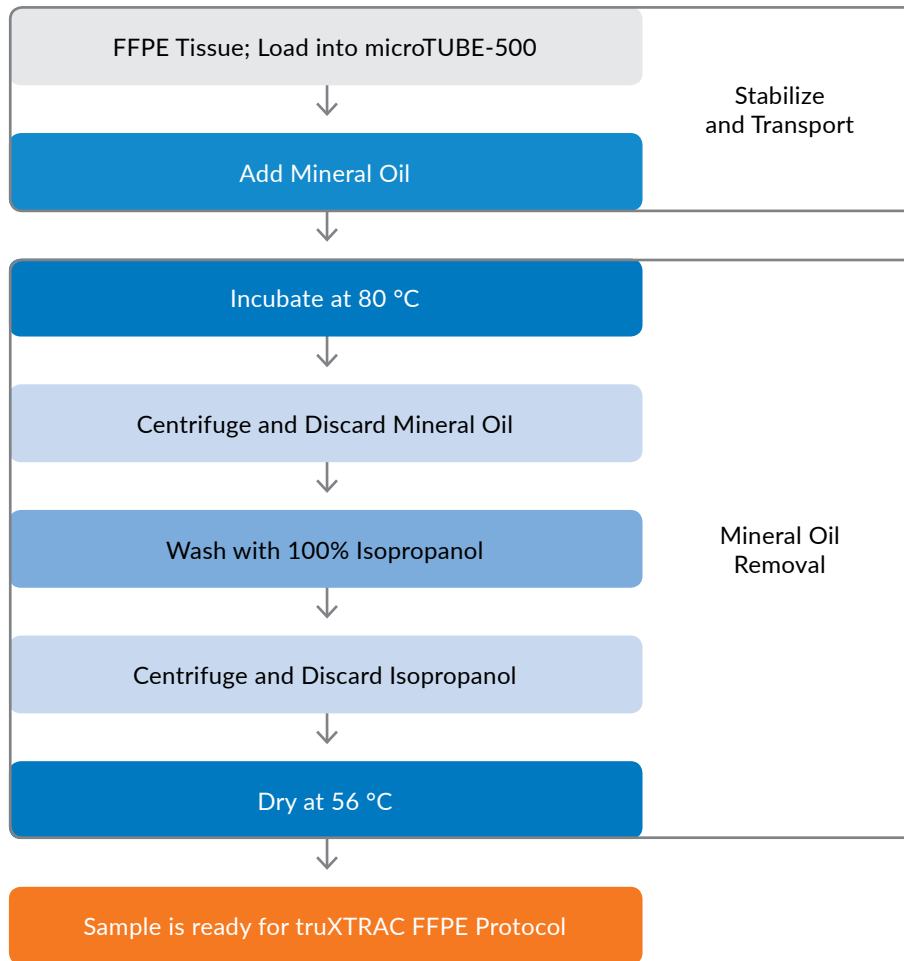 FFPE Tissue; Load into microTUBE-500
Stabilize
and Transport
Add Mineral Oil
Incubate at 80 °C
Centrifuge and Discard Mineral Oil
Wash with 100% Isopropanol
Mineral Oil
Removal
Centrifuge and Discard Isopropanol
Dry at 56 °C
Sample is ready for truXTRAC FFPE Protocol